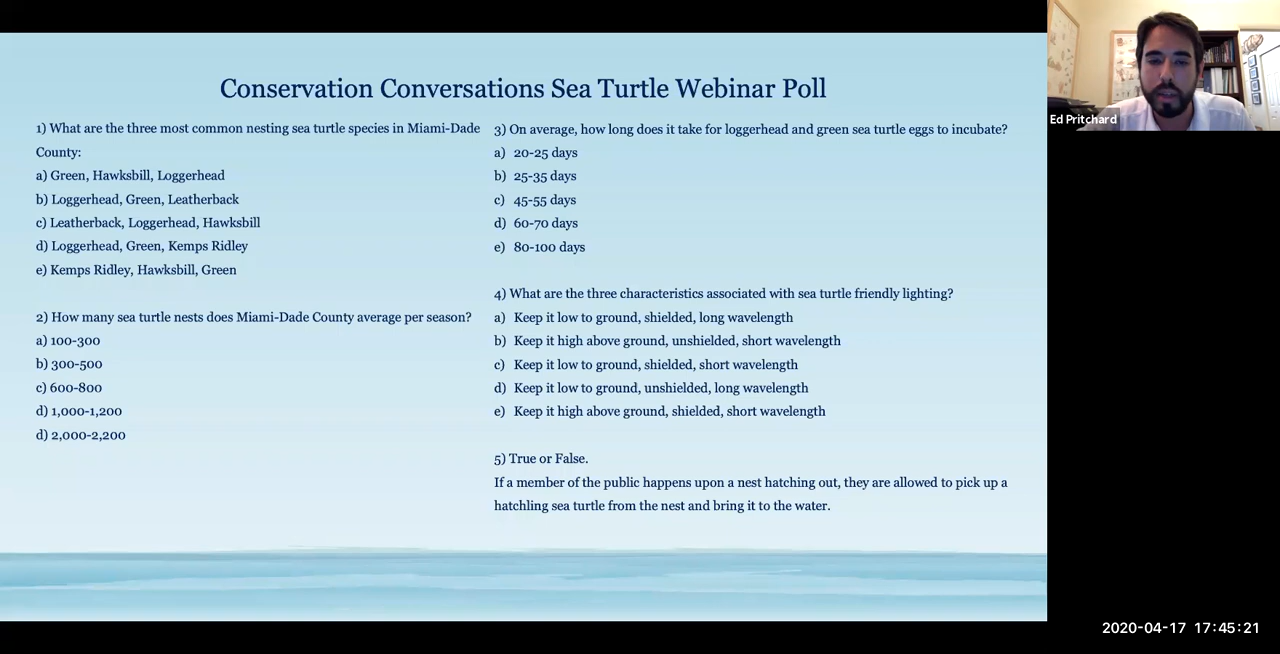 Conservation Conversations Sea Turtle Webinar Poll
1) What are the three most common nesting sea turtle species in Miami-Dade
County:
a) Green, Hawksbill, Loggerhead
b) Loggerhead, Green, Leatherback
c) Leatherback, Loggerhead, Hawksbill
d) Loggerhead, Green, Kemps Ridley
e) Kemps Ridley, Hawksbill, Green
2) How many sea turtle nests does Miami-Dade County average per season?
a) 100-300
b) 300-500
c) 600-800
d) 1,000-1,200
d) 2,000-2,200
3) On average, how long does it take for loggerhead and green sea turtle eggs to incubate?
a) 20-25 days
b) 25-35 days
c) 45-55 days
d) 60-70 days
e) 80-100 days
4) What are the three characteristics associated with sea turtle friendly lighting?
a) Keep it low to ground, shielded, long wavelength
b) Keep it high above ground, unshielded, short wavelength
c) Keep it low to ground, shielded, short wavelength
d) Keep it low to ground, unshielded, long wavelength
e) Keep it high above ground, shielded, short wavelength
5) True or False.
If a member of the public happens upon a nest hatching out, they are allowed to pick up a
hatchling sea turtle from the nest and bring it to the water.
Ed Pritchard
2020-04-17 17:45:21